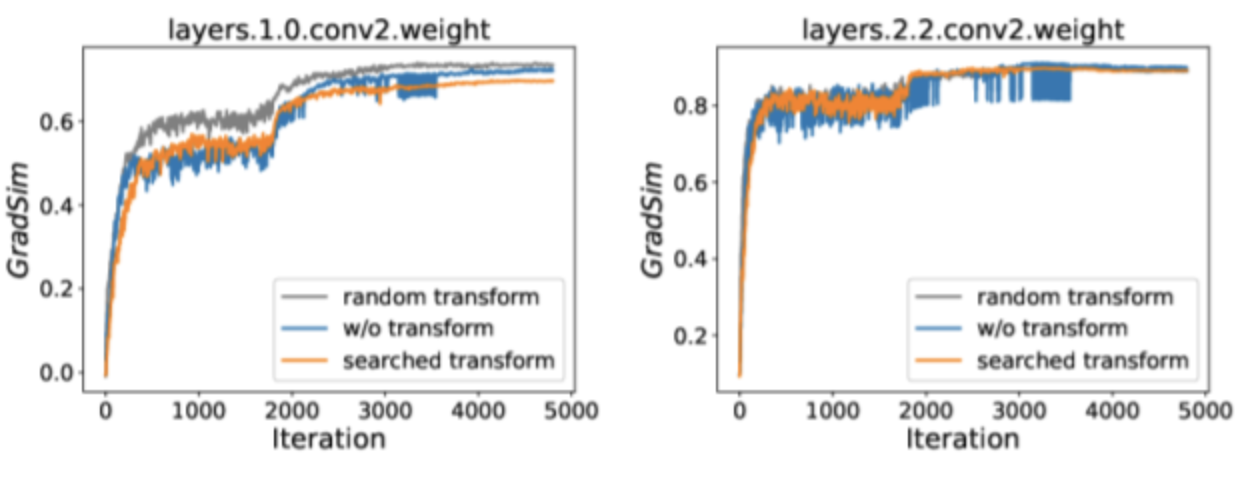 layers.1.0.conv2.weight
GradSim
0.6
0.4
0.2
0.0
random transform
w/o transform
searched transform
0 1000 2000 3000 4000 5000
Iteration
layers.2.2.conv2.weight
GradSim
0.8
0.6
0.4
0.2
random transform
w/o transform
searched transform
0 1000 2000 3000 4000 5000
Iteration